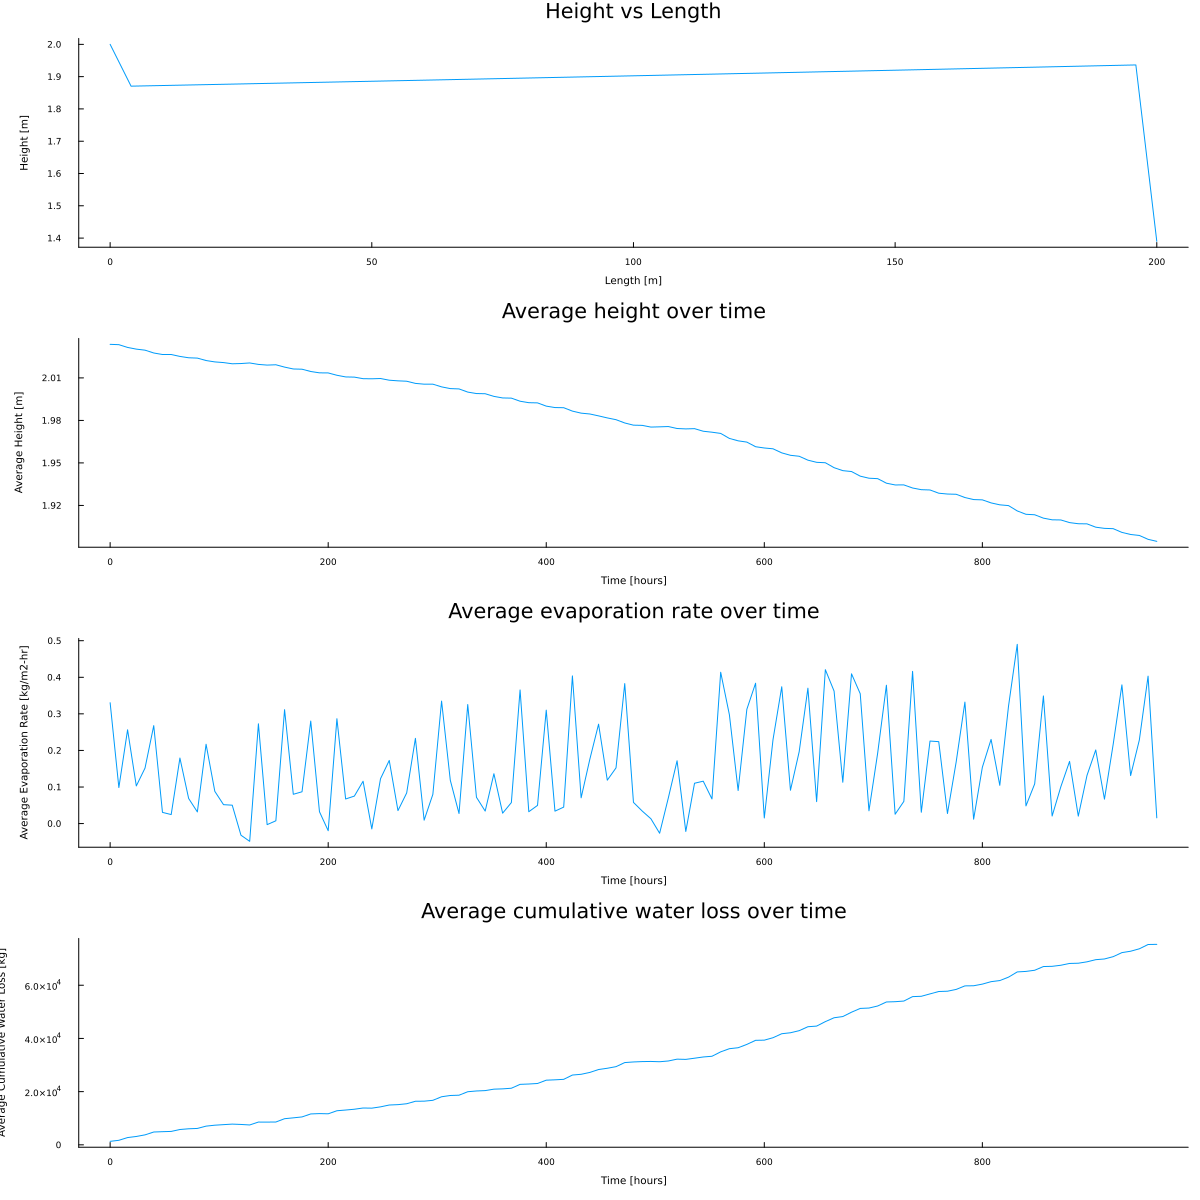 Height vs Length
2.0
1.9
1.8
1.7
1.6
1.5
1.4
Height [m]
0 50 100 150 200
Length [m]
Average height over time
2.01
1.98
1.95
1.92
Average Height [m]
0 200 400 600 800
Time [hours]
Average evaporation rate over time
0.5
0.4
0.3
0.2
0.1
0.0
Average Evaporation Rate [kg/m2-hr]
0 200 400 600 800
Time [hours]
Average cumulative water loss over time
6.0×10⁴
4.0×10⁴
2.0×10⁴
0
Average Cumulative Water Loss [kg]
0 200 400 600 800
Time [hours]